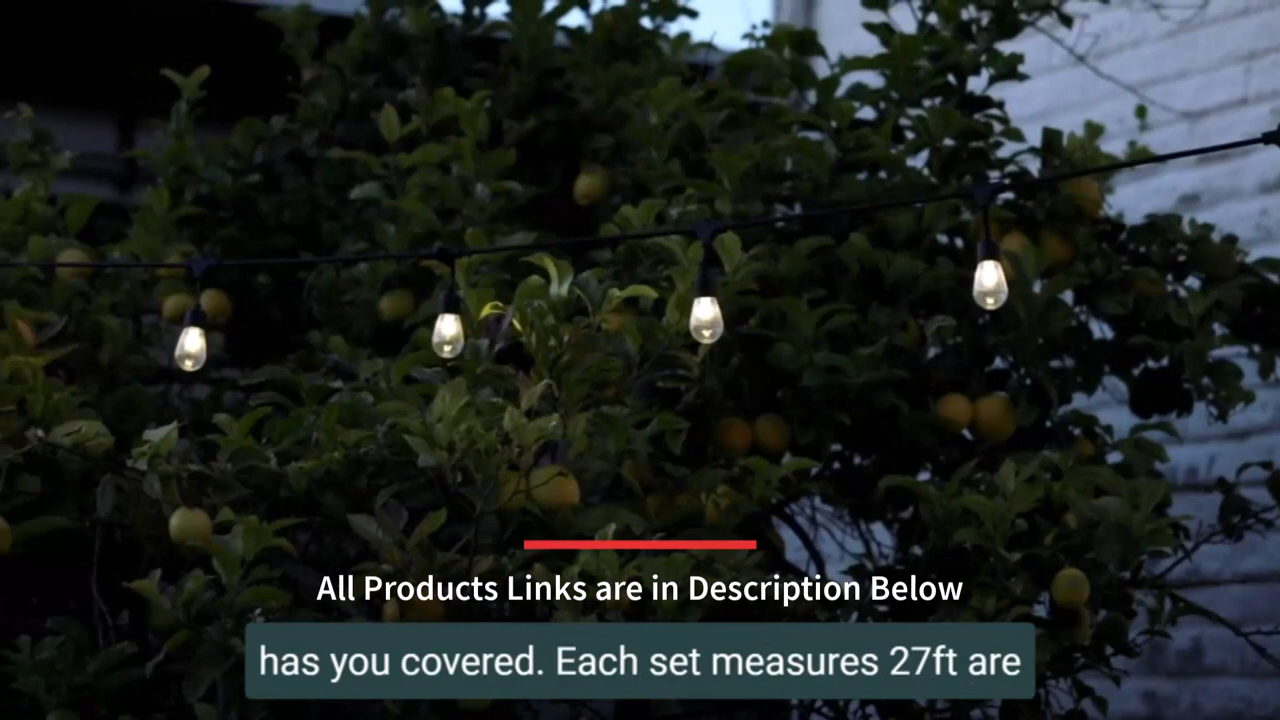 All Products Links are in Description Below
has you covered. Each set measures 27ft are